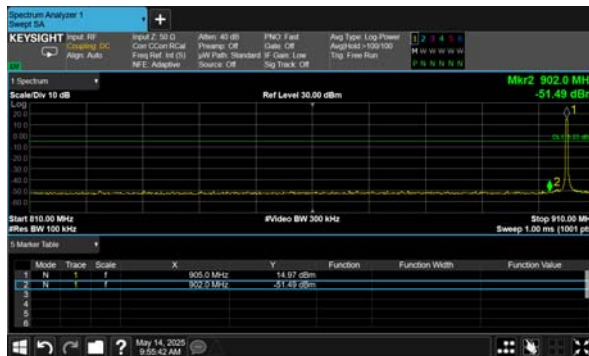 Spectrum Analyzer 1
Swept SA
+
KEYSIGHT Input: RF Input Z: 50 Ω Atten: 40 dB PNO: Fast Avg Type: Log-Power 1 2 3 4 5 6
Coupling: DC Corr CCorr RCal Preamp: Off Gate: Off Avg|Hold: >100/100 M W W W W W
Align: Auto Freq Ref: Int (S) µW Path: Standard IF Gain: Low Trig: Free Run
NFE: Adaptive Source: Off Sig Track: Off P N N N N N
1 Spectrum
Mkr2 902.0 MH
Scale/Div 10 dB Ref Level 30.00 dBm -51.49 dBr
Log
20.0
10.0
0.00
-10.0
-20.0
-30.0
-40.0
-50.0
-60.0
1
2
Start 810.00 MHz #Video BW 300 kHz Stop 910.00 MH
#Res BW 100 kHz Sweep 1.00 ms (1001 pt
5 Marker Table
Mode Trace Scale X Y Function Function Width Function Value
1 N 1 f 905.0 MHz 14.97 dBm
2 N 1 f 902.0 MHz -51.49 dBm
3
4
5
6
?
May 14, 2025
9:55:42 AM